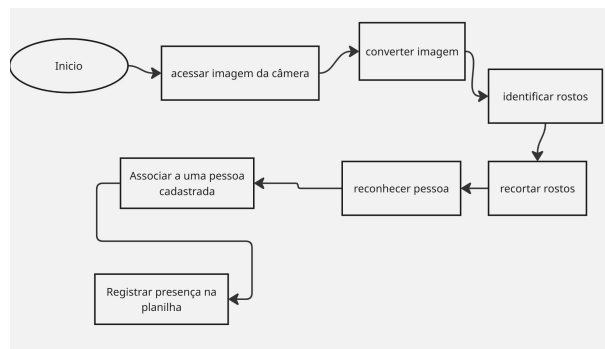 Inicio
acessar imagem da câmera
converter imagem
identificar rostos
recortar rostos
reconhecer pessoa
Associar a uma pessoa
cadastrada
Registrar presença na
planilha